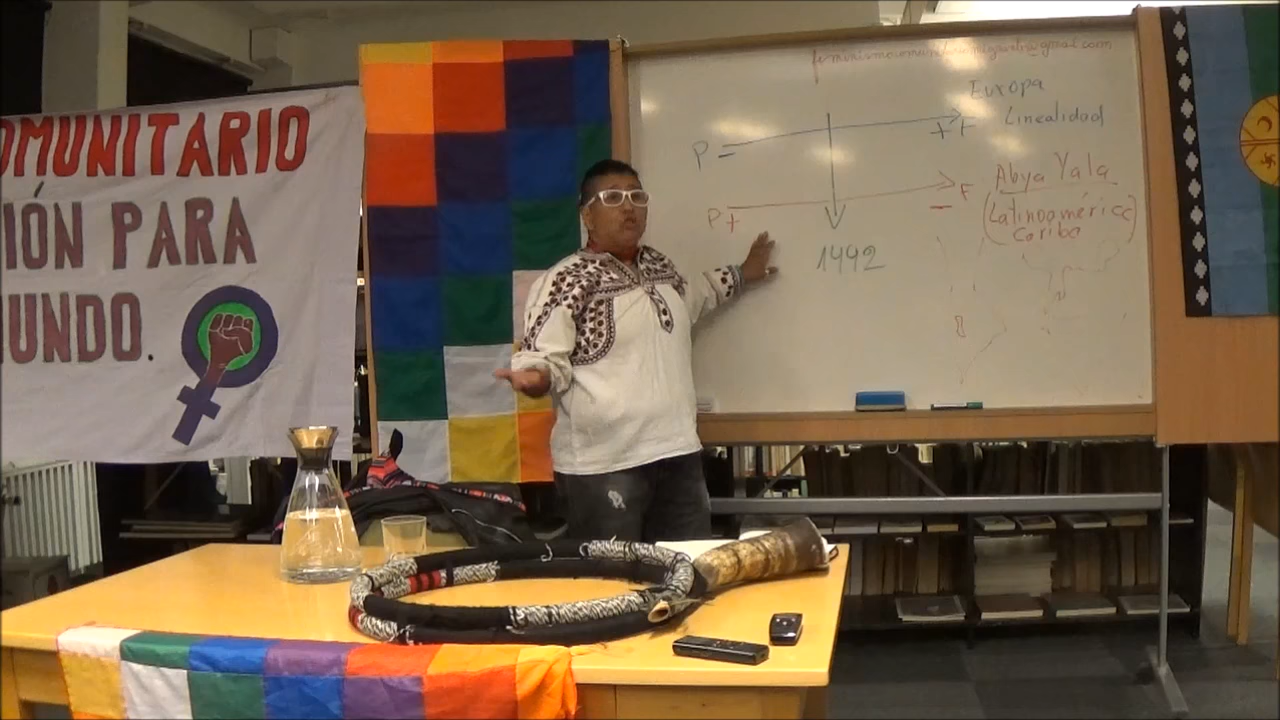 OMUNITARIO
IÓN PARA
UNDO.
Europa
Linealidad
P
-
++
Abya Yala
P
+
-
F
(Latinoamérica
Caribe)
1492